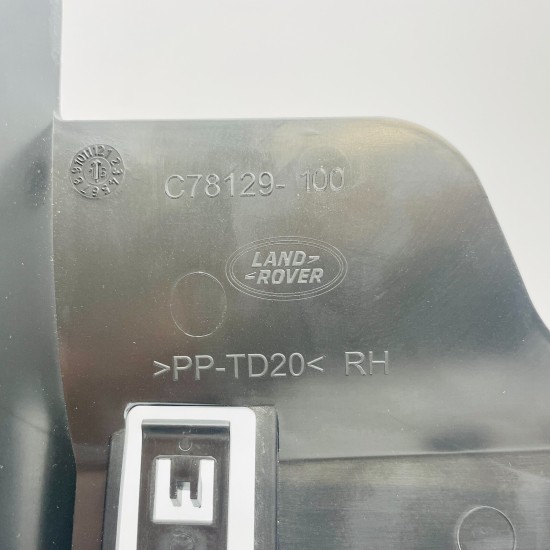 C78129- 100
LAND
ROVER
>PP-TD20< RH